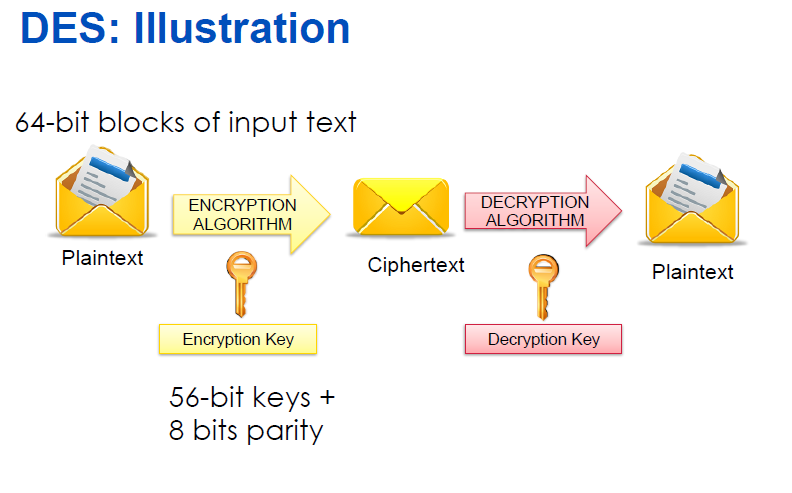 DES: Illustration
64-bit blocks of input text
ENCRYPTION
ALGORITHM
DECRYPTION
ALGORITHM
Plaintext
Ciphertext
Plaintext
Encryption Key
Decryption Key
56-bit keys +
8 bits parity